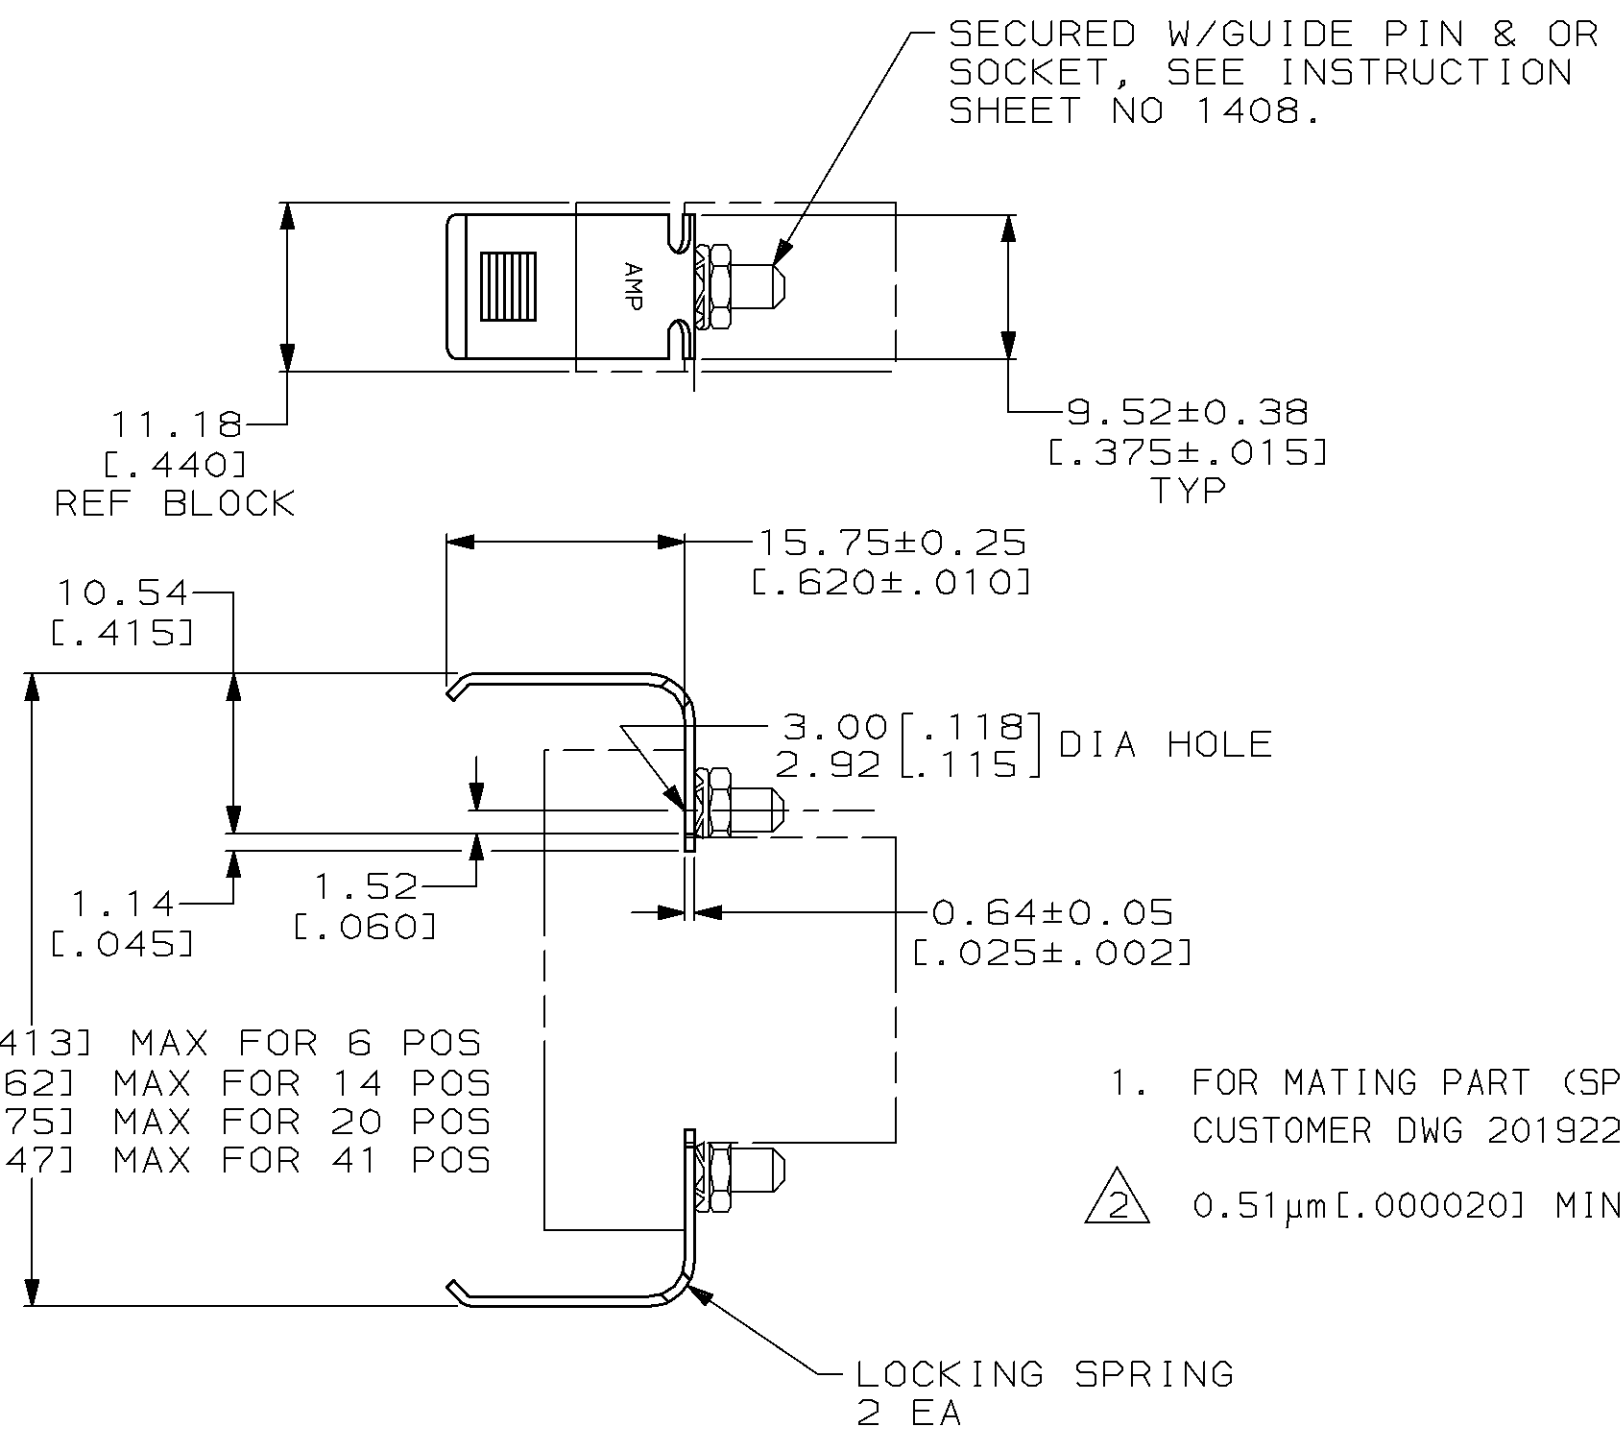 SECURED W/GUIDE PIN & OR
SOCKET, SEE INSTRUCTION
SHEET NO 1408.
AMP
11.18
[.440]
REF BLOCK
9.52±0.38
[.375±.015]
TYP
15.75±0.25
[.620±.010]
10.54
[.415]
3.00 [.118]
2.92 [.115] DIA HOLE
1.14
[.045]
1.52
[.060]
0.64±0.05
[.025±.002]
413] MAX FOR 6 POS
62] MAX FOR 14 POS
75] MAX FOR 20 POS
47] MAX FOR 41 POS
1. FOR MATING PART (SP
CUSTOMER DWG 201922
2 0.51µm[.000020] MIN
LOCKING SPRING
2 EA